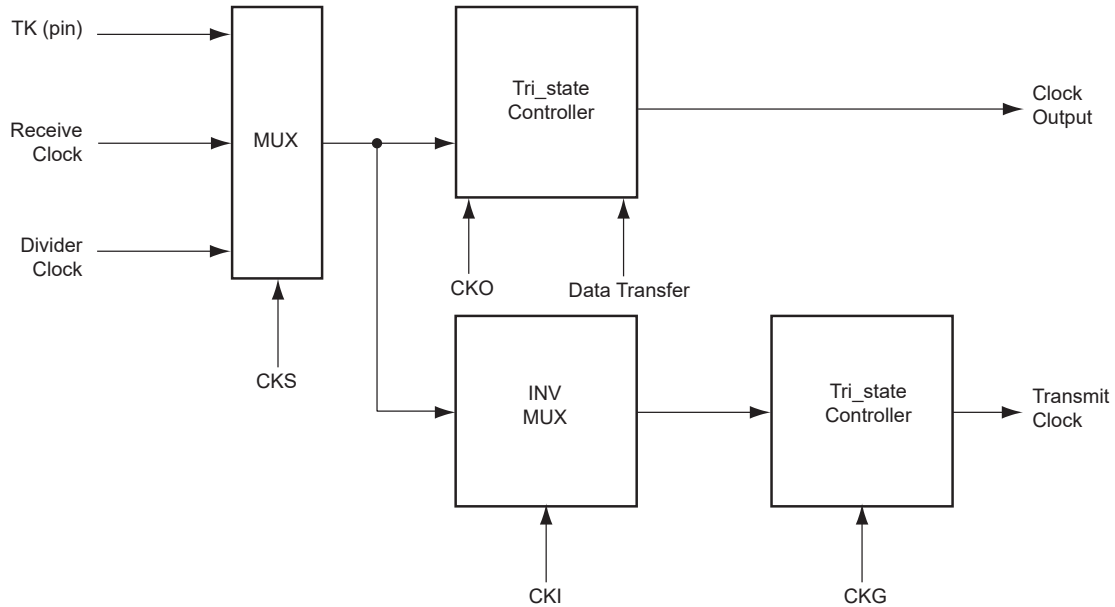 TK (pin)
Receive
Clock
Divider
Clock
MUX
CKS
Tri_state
Controller
CKO
Data Transfer
Clock
Output
INV
MUX
CKI
Tri_state
Controller
CKG
Transmit
Clock